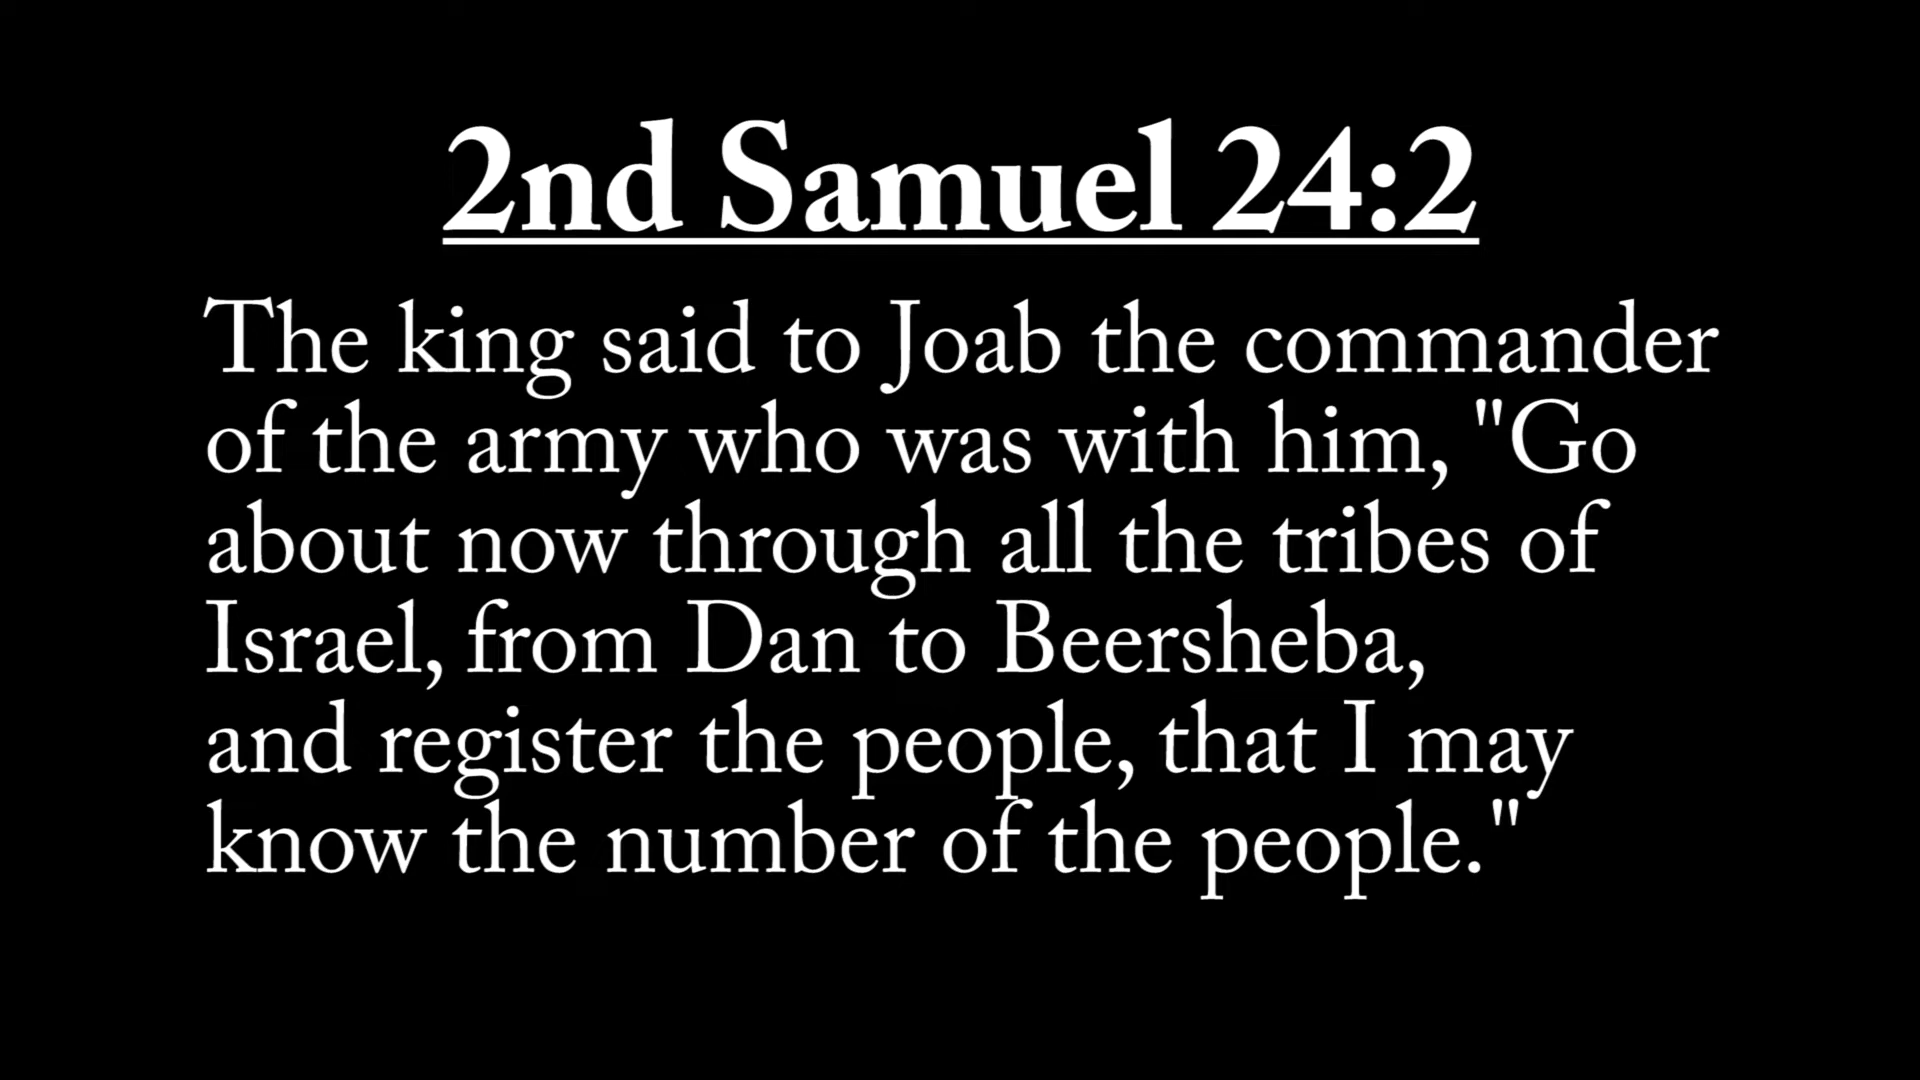 2nd Samuel 24:2
The king said to Joab the commander
of the army who was with him, "Go
about now through all the tribes of
Israel, from Dan to Beersheba,
and register the people, that I may
know the number of the people."